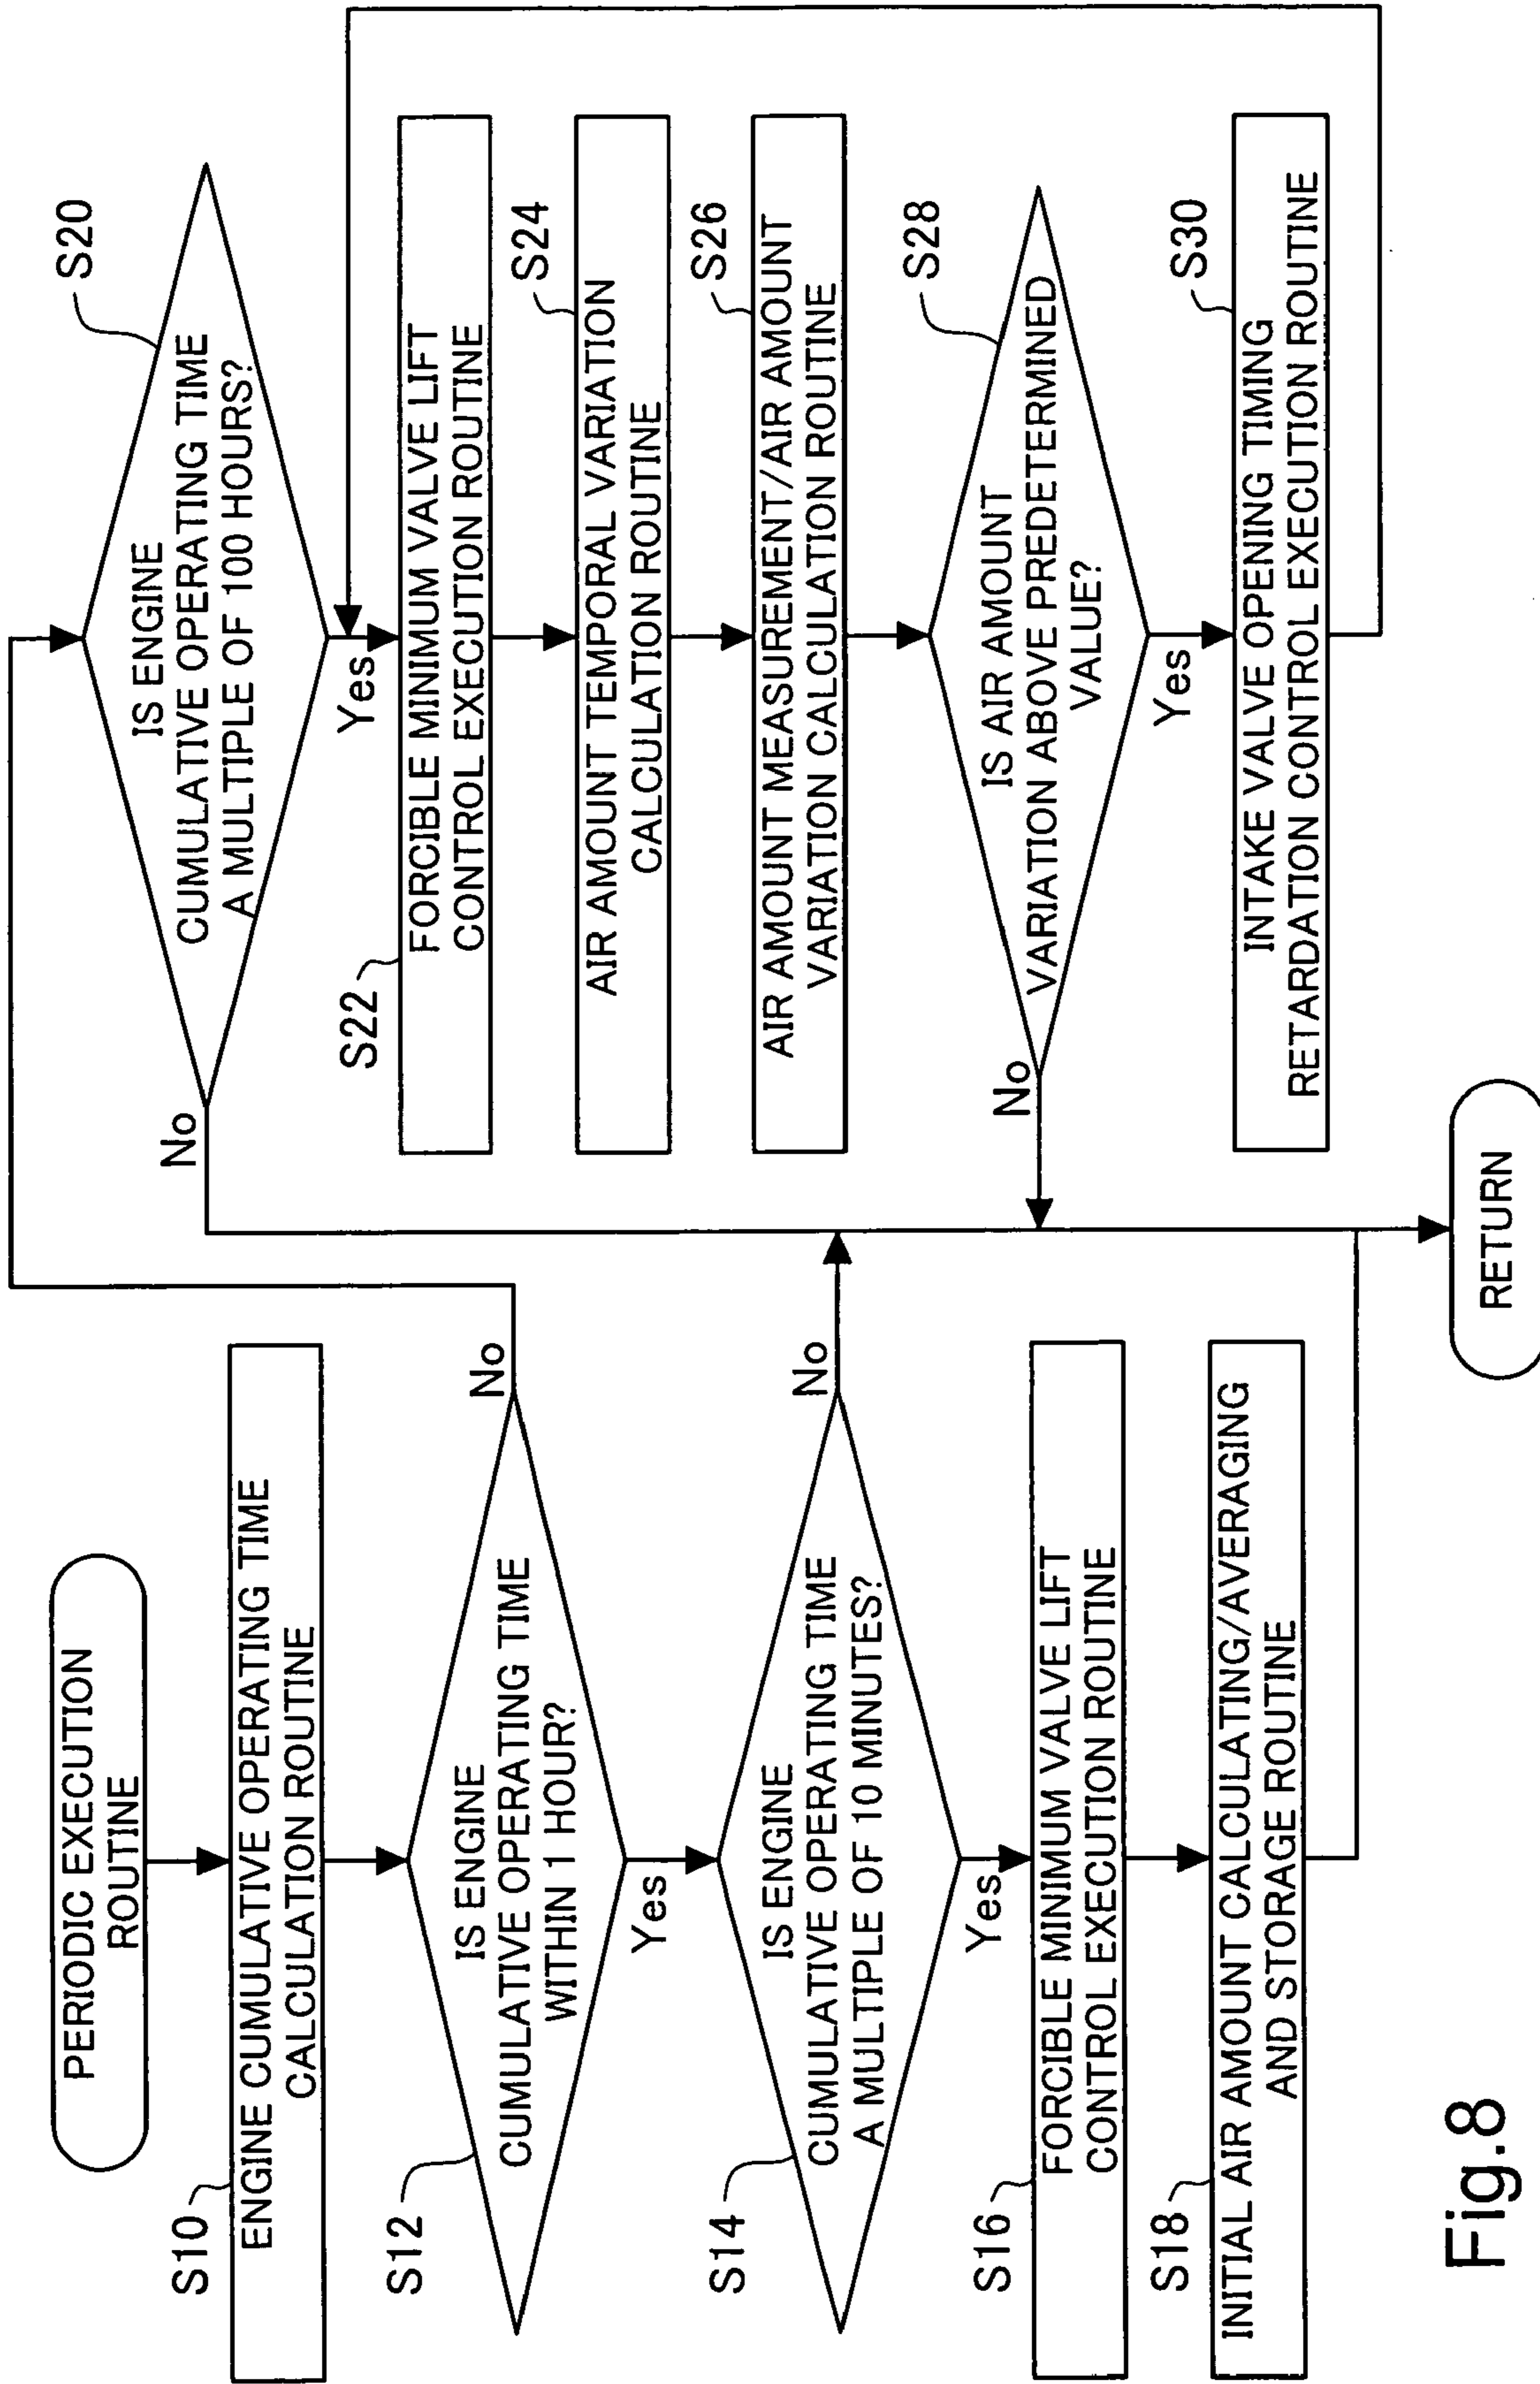 PERIODIC EXECUTION
ROUTINE
S10
ENGINE CUMULATIVE OPERATING TIME
CALCULATION ROUTINE
S12
IS ENGINE
CUMULATIVE OPERATING TIME
WITHIN 1 HOUR?
No
Yes
S14
IS ENGINE
CUMULATIVE OPERATING TIME
A MULTIPLE OF 10 MINUTES?
No
Yes
S16
FORCIBLE MINIMUM VALVE LIFT
CONTROL EXECUTION ROUTINE
S18
INITIAL AIR AMOUNT CALCULATING/AVERAGING
AND STORAGE ROUTINE
S20
IS ENGINE
CUMULATIVE OPERATING TIME
A MULTIPLE OF 100 HOURS?
No
Yes
S22
FORCIBLE MINIMUM VALVE LIFT
CONTROL EXECUTION ROUTINE
S24
AIR AMOUNT TEMPORAL VARIATION
CALCULATION ROUTINE
S26
AIR AMOUNT MEASUREMENT/AIR AMOUNT
VARIATION CALCULATION ROUTINE
S28
IS AIR AMOUNT
VARIATION ABOVE PREDETERMINED
VALUE?
No
Yes
S30
INTAKE VALVE OPENING TIMING
RETARDATION CONTROL EXECUTION ROUTINE
RETURN
Fig.8